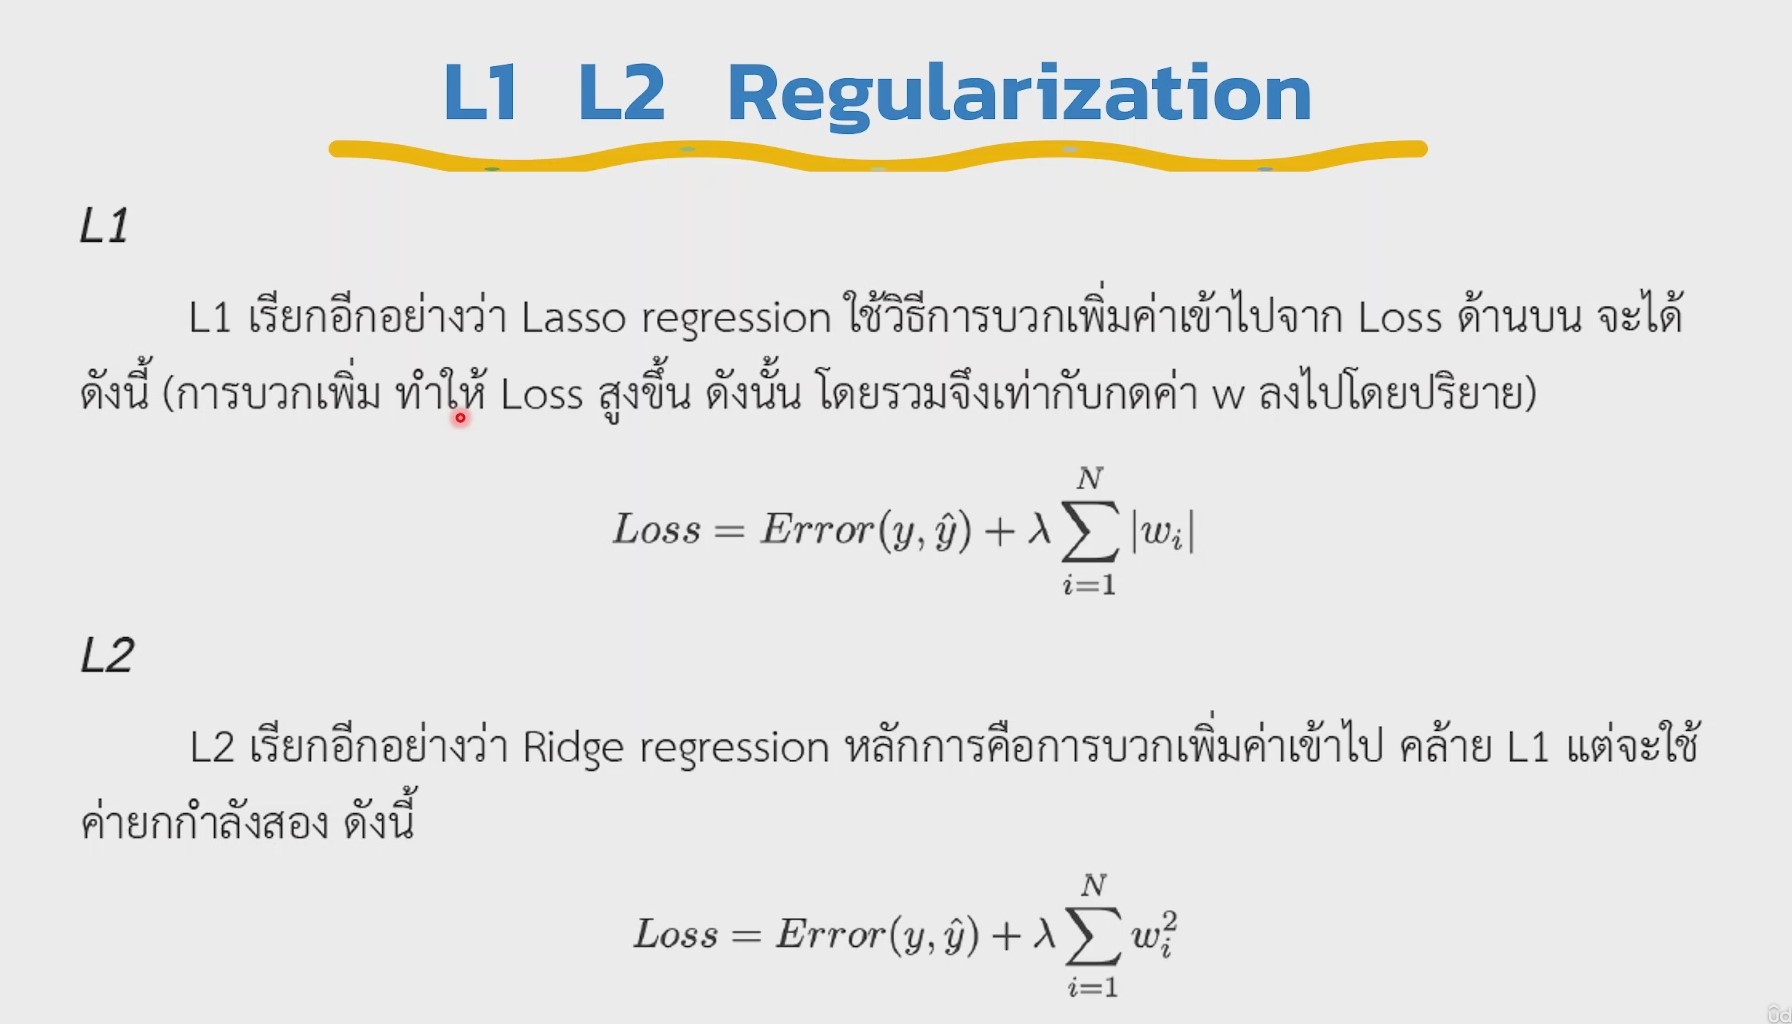 L1 L2 Regularization
L1
L1 เรียกอีกอย่างว่า Lasso regression ใช้วิธีการบวกเพิ่มค่าเข้าไปจาก Loss ด้านบน จะได้
ดังนี้ (การบวกเพิ่ม ทำให้ Loss สูงขึ้น ดังนั้น โดยรวมจึงเท่ากับกดค่า w ลงไปโดยปริยาย)
Loss = Error(y, ŷ) + λ ∑_{i=1}^{N} |w_i|
L2
L2 เรียกอีกอย่างว่า Ridge regression หลักการคือการบวกเพิ่มค่าเข้าไป คล้าย L1 แต่จะใช้
ค่ายกกำลังสอง ดังนี้
Loss = Error(y, ŷ) + λ ∑_{i=1}^{N} w_i^2